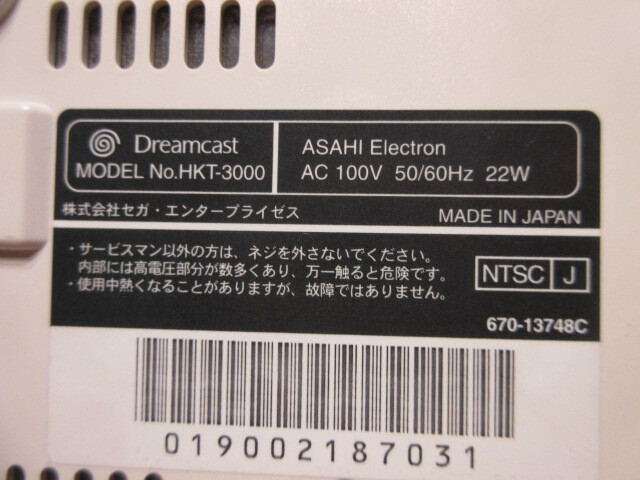 Dreamcast
MODEL No.HKT-3000
ASAHI Electron
AC 100V 50/60Hz 22W
株式会社セガ・エンタープライゼス
MADE IN JAPAN
・サービスマン以外の方は、ネジを外さないでください。
内部には高電圧部分が数多くあり、万一触ると危険です。
・使用中熱くなることがありますが、故障ではありません。
NTSC J
670-13748C
019002187031